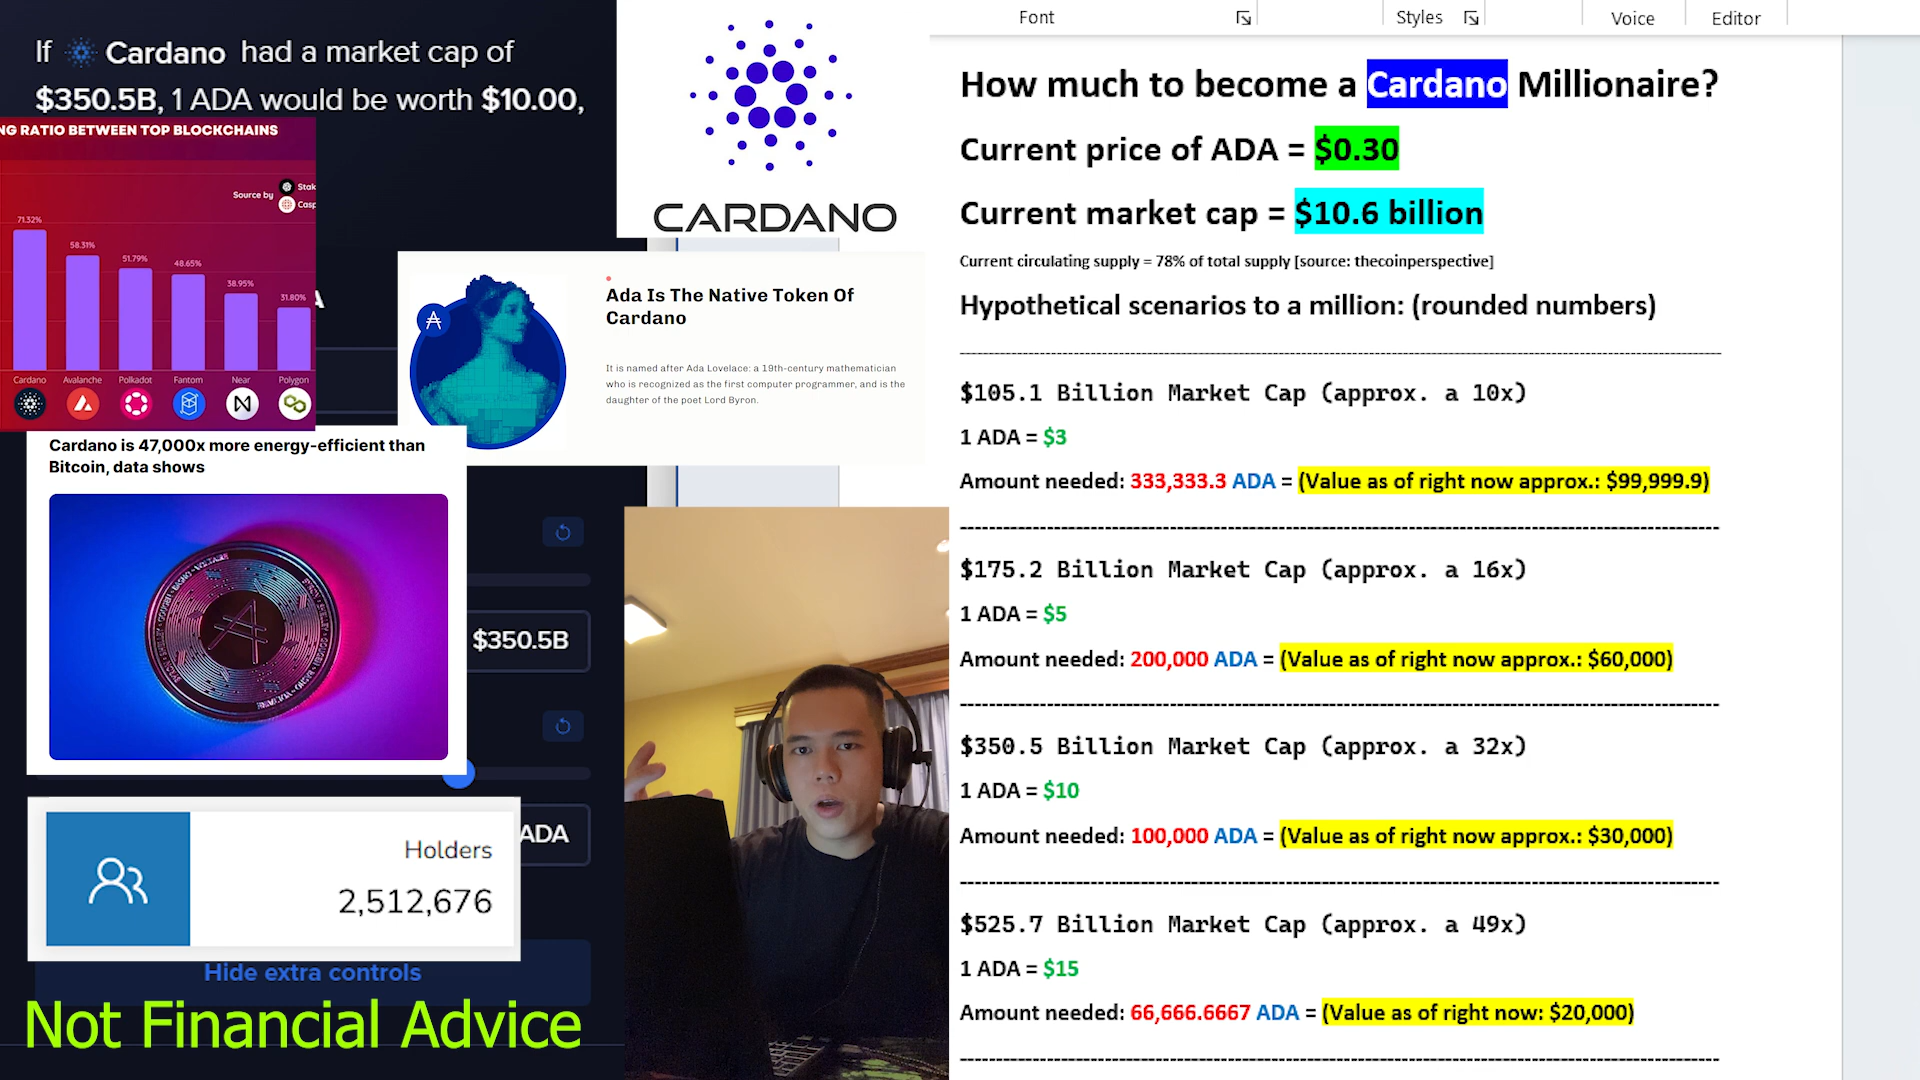 If Cardano had a market cap of
$350.5B, 1 ADA would be worth $10.00,
NG RATIO BETWEEN TOP BLOCKCHAINS
Source by
Stak
Casp
71.32%
58.31%
51.79%
48.65%
38.95%
31.80%
Cardano
Avalanche
Polkadot
Fantom
Near
Polygon
A
CARDANO
Ada Is The Native Token Of
Cardano
It is named after Ada Lovelace: a 19th-century mathematician
who is recognized as the first computer programmer, and is the
daughter of the poet Lord Byron.
Cardano is 47,000x more energy-efficient than
Bitcoin, data shows
$350.5B
ADA
Holders
2,512,676
Hide extra controls
Not Financial Advice
Font
Styles
Voice
Editor
How much to become a Cardano Millionaire?
Current price of ADA = $0.30
Current market cap = $10.6 billion
Current circulating supply = 78% of total supply [source: thecoinperspective]
Hypothetical scenarios to a million: (rounded numbers)
$105.1 Billion Market Cap (approx. a 10x)
1 ADA = $3
Amount needed: 333,333.3 ADA = (Value as of right now approx.: $99,999.9)
$175.2 Billion Market Cap (approx. a 16x)
1 ADA = $5
Amount needed: 200,000 ADA = (Value as of right now approx.: $60,000)
$350.5 Billion Market Cap (approx. a 32x)
1 ADA = $10
Amount needed: 100,000 ADA = (Value as of right now approx.: $30,000)
$525.7 Billion Market Cap (approx. a 49x)
1 ADA = $15
Amount needed: 66,666.6667 ADA = (Value as of right now: $20,000)